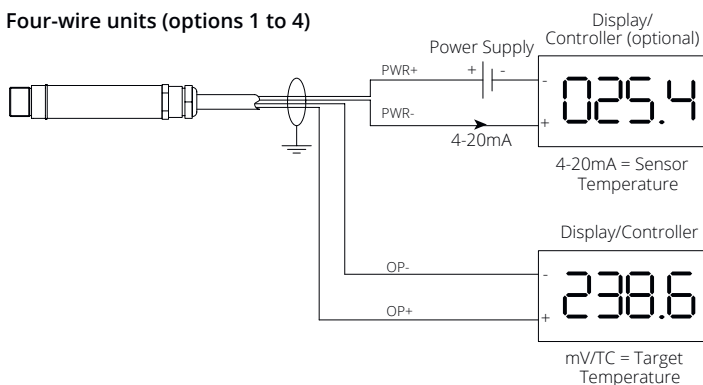 Four-wire units (options 1 to 4)
Display/
Controller (optional)
Power Supply
PWR+
+
-
-
025.4
PWR-
+
4-20mA
4-20mA = Sensor
Temperature
Display/Controller
OP-
-
238.6
OP+
+
mV/TC = Target
Temperature